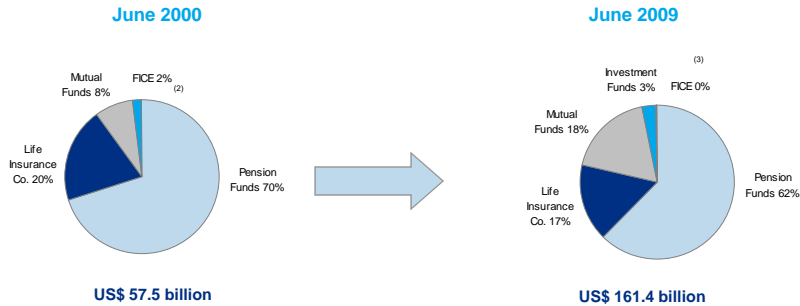 June 2000
Mutual
Funds 8%
FICE 2%
(2)
Life
Insurance
Co. 20%
Pension
Funds 70%
US$ 57.5 billion
June 2009
(3)
Investment
Funds 3%
FICE 0%
Mutual
Funds 18%
Life
Insurance
Co. 17%
Pension
Funds 62%
US$ 161.4 billion